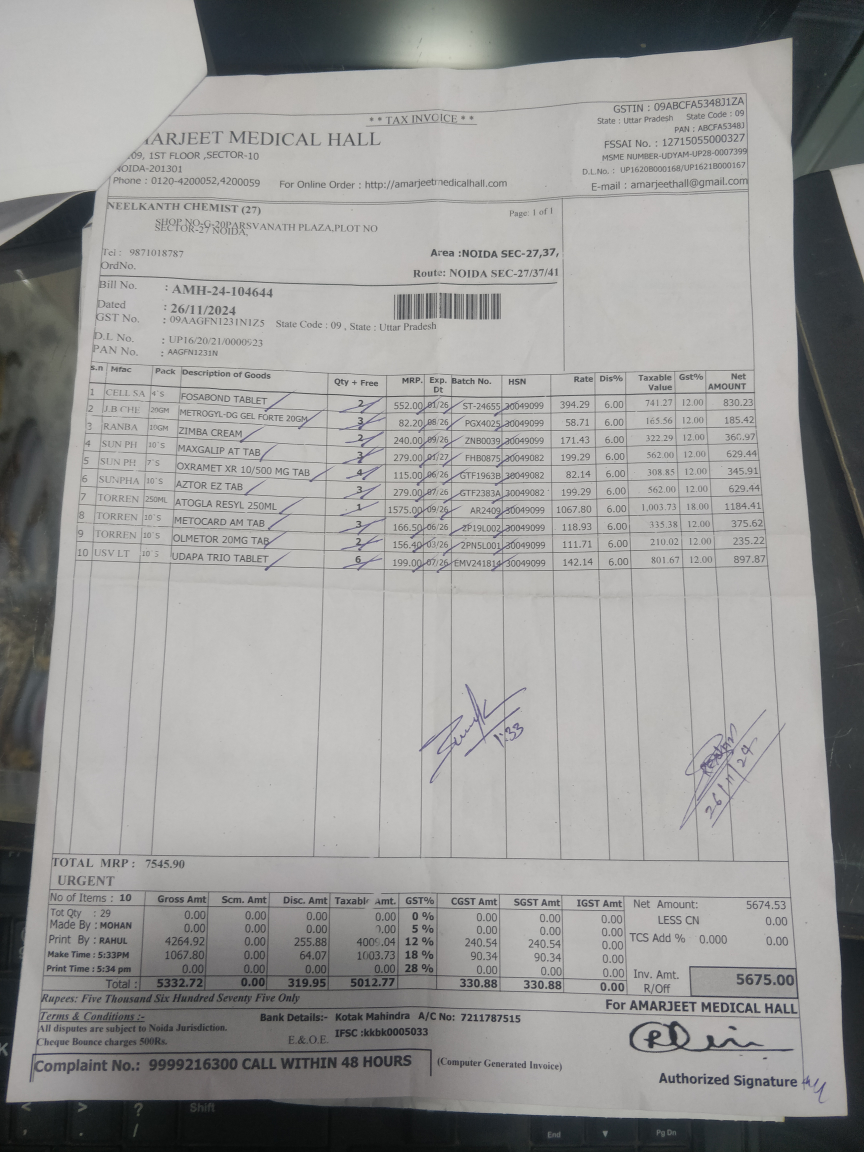 * * TAX INVOICE * *
GSTIN : 09ABCFA5348J1ZA
State : Uttar Pradesh State Code : 09
PAN : ABCFA5348J
FSSAI No. : 12715055000327
MSME NUMBER-UDYAM-UP28-0007399
D.L.No. : UP1620B000168/UP1621B000167
E-mail : amarjeethall@gmail.com
MARJEET MEDICAL HALL
09, 1ST FLOOR ,SECTOR-10
NOIDA-201301
Phone : 0120-4200052,4200059 For Online Order : http://amarjeetmedicalhall.com
NEELKANTH CHEMIST (27) Page: 1 of 1
SHOP NO-G-20PARSVANATH PLAZA,PLOT NO
SECTOR-27 NOIDA,
Tel : 9871018787 Area :NOIDA SEC-27,37,
OrdNo. Route: NOIDA SEC-27/37/41
Bill No. : AMH-24-104644
Dated : 26/11/2024
GST No. : 09AAGFN1231N1Z5 State Code : 09 , State : Uttar Pradesh
D.L No. : UP16/20/21/0000923
PAN No. : AAGFN1231N
s.n Mfac Pack Description of Goods Qty + Free MRP. Exp. Dt Batch No. HSN Rate Dis% Taxable Value Gst% Net AMOUNT
1 CELL SA 4`S FOSABOND TABLET 2 552.00 01/26 ST-24655 30049099 394.29 6.00 741.27 12.00 830.23
2 J.B CHE 20GM METROGYL-DG GEL FORTE 20GM 3 82.20 08/26 PGX4025 30049099 58.71 6.00 165.56 12.00 185.42
3 RANBA 10GM ZIMBA CREAM 2 240.00 09/26 ZNB0039 30049099 171.43 6.00 322.29 12.00 360.97
4 SUN PH 10`S MAXGALIP AT TAB 3 279.00 01/27 FHB0875 30049082 199.29 6.00 562.00 12.00 629.44
5 SUN PH 7`S OXRAMET XR 10/500 MG TAB 4 115.00 06/26 GTF1963B 30049082 82.14 6.00 308.85 12.00 345.91
6 SUNPHA 10`S AZTOR EZ TAB 3 279.00 07/26 GTF2383A 30049082 199.29 6.00 562.00 12.00 629.44
7 TORREN 250ML ATOGLA RESYL 250ML 1 1575.00 09/26 AR2409 30049099 1067.80 6.00 1,003.73 18.00 1184.41
8 TORREN 10`S METOCARD AM TAB 3 166.50 06/26 2P19L002 30049099 118.93 6.00 335.38 12.00 375.62
9 TORREN 10`S OLMETOR 20MG TAB 2 156.40 03/26 2PN5L001 30049099 111.71 6.00 210.02 12.00 235.22
10 USV LT 10`S UDAPA TRIO TABLET 6 199.00 07/26 EMV241814 30049099 142.14 6.00 801.67 12.00 897.87
1:33
26/11/24
TOTAL MRP : 7545.90
URGENT
No of Items : 10 Gross Amt Scm. Amt Disc. Amt Taxable Amt. GST% CGST Amt SGST Amt IGST Amt Net Amount: 5674.53
Tot Qty : 29 0.00 0.00 0.00 0.00 0 % 0.00 0.00 0.00 LESS CN 0.00
Made By : MOHAN 0.00 0.00 0.00 0.00 5 % 0.00 0.00 0.00
Print By : RAHUL 4264.92 0.00 255.88 4009.04 12 % 240.54 240.54 0.00 TCS Add % 0.000 0.00
Make Time : 5:33PM 1067.80 0.00 64.07 1003.73 18 % 90.34 90.34 0.00
Print Time : 5:34 pm 0.00 0.00 0.00 0.00 28 % 0.00 0.00 0.00 Inv. Amt. 5675.00
Total : 5332.72 0.00 319.95 5012.77 330.88 330.88 0.00 R/Off
Rupees: Five Thousand Six Hundred Seventy Five Only
For AMARJEET MEDICAL HALL
Terms & Conditions :- Bank Details:- Kotak Mahindra A/C No: 7211787515
All disputes are subject to Noida Jurisdiction. IFSC :kkbk0005033
Cheque Bounce charges 500Rs. E.& O.E.
Complaint No.: 9999216300 CALL WITHIN 48 HOURS (Computer Generated Invoice)
Authorized Signature
Shift
End
Pg Dn